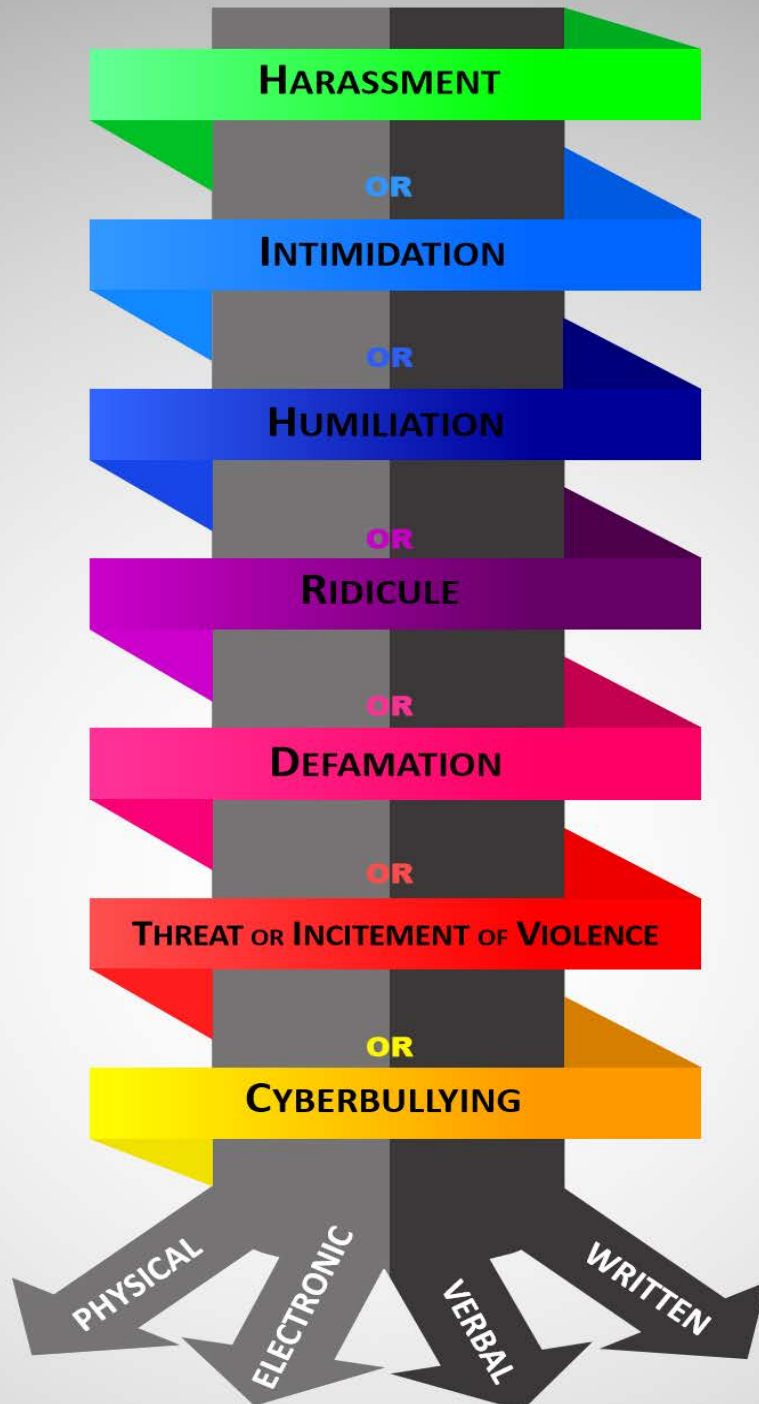 HARASSMENT
OR
INTIMIDATION
OR
HUMILIATION
OR
RIDICULE
OR
DEFAMATION
OR
THREAT OR INCITEMENT OF VIOLENCE
OR
CYBERBULLYING
PHYSICAL
ELECTRONIC
VERBAL
WRITTEN